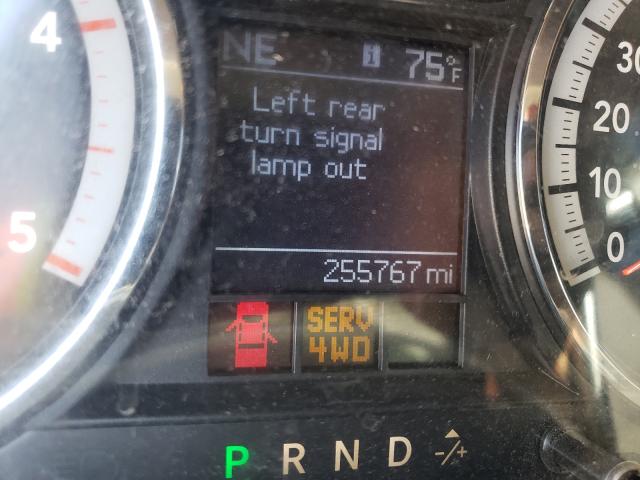 4
NE i 75°F
Left rear
turn signal
lamp out
5
255767 mi
30
20
10
0
SERV
4WD
P R N D -/+